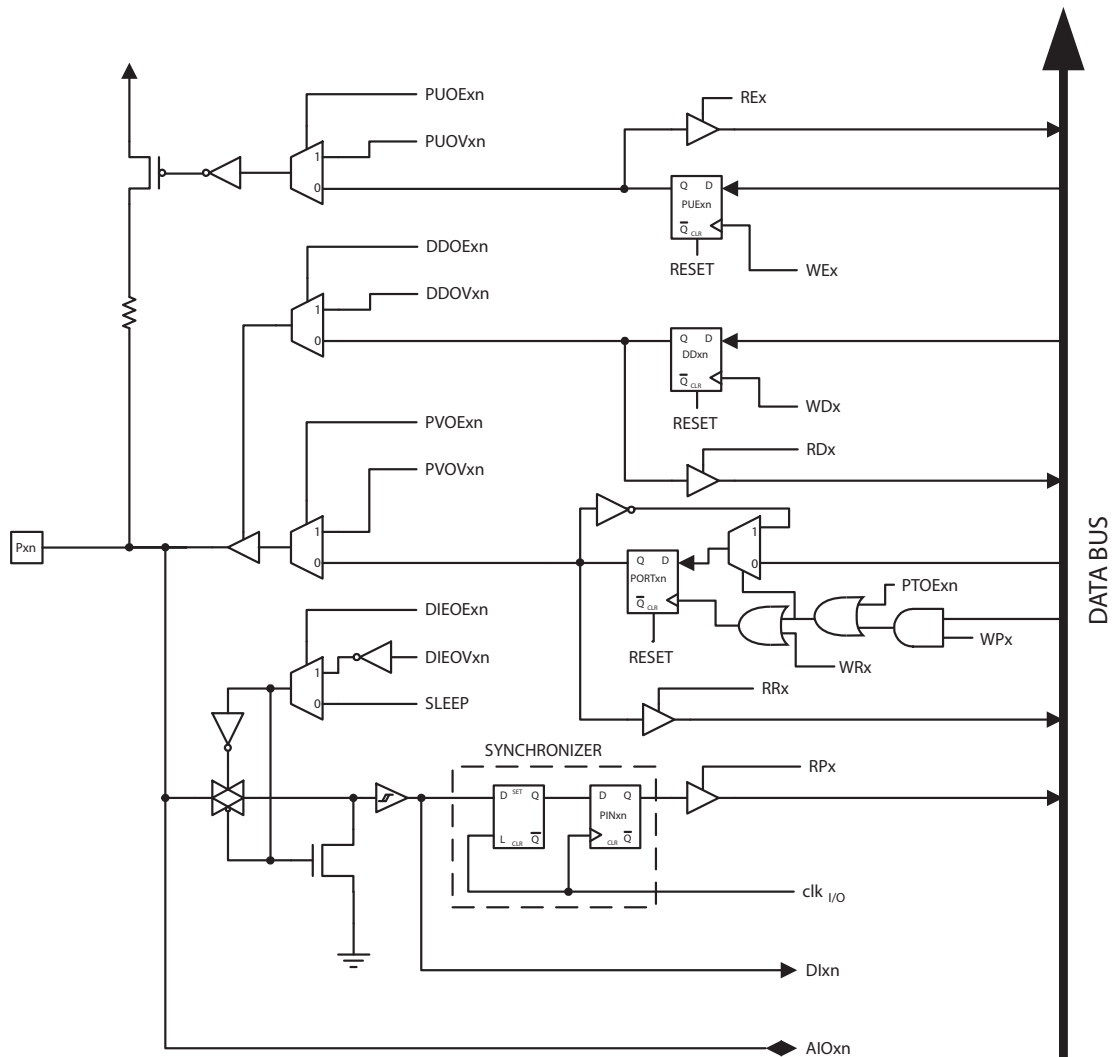 PUOExn
REx
PUOVxn
1
0
Q D
PUExn
Q CLR
RESET
WEx
DDOExn
DDOVxn
1
0
Q D
DDxn
Q CLR
RESET
WDx
PVOExn
RDx
PVOVxn
Pxn
1
0
1
0
Q D
PORTxn
Q CLR
RESET
PTOExn
WPx
WRx
DATA BUS
DIEOExn
DIEOVxn
1
0
SLEEP
RRx
SYNCHRONIZER
RPx
D SET Q
L CLR Q
D Q
PINxn
CLR Q
clk I/O
DIxn
AIOxn